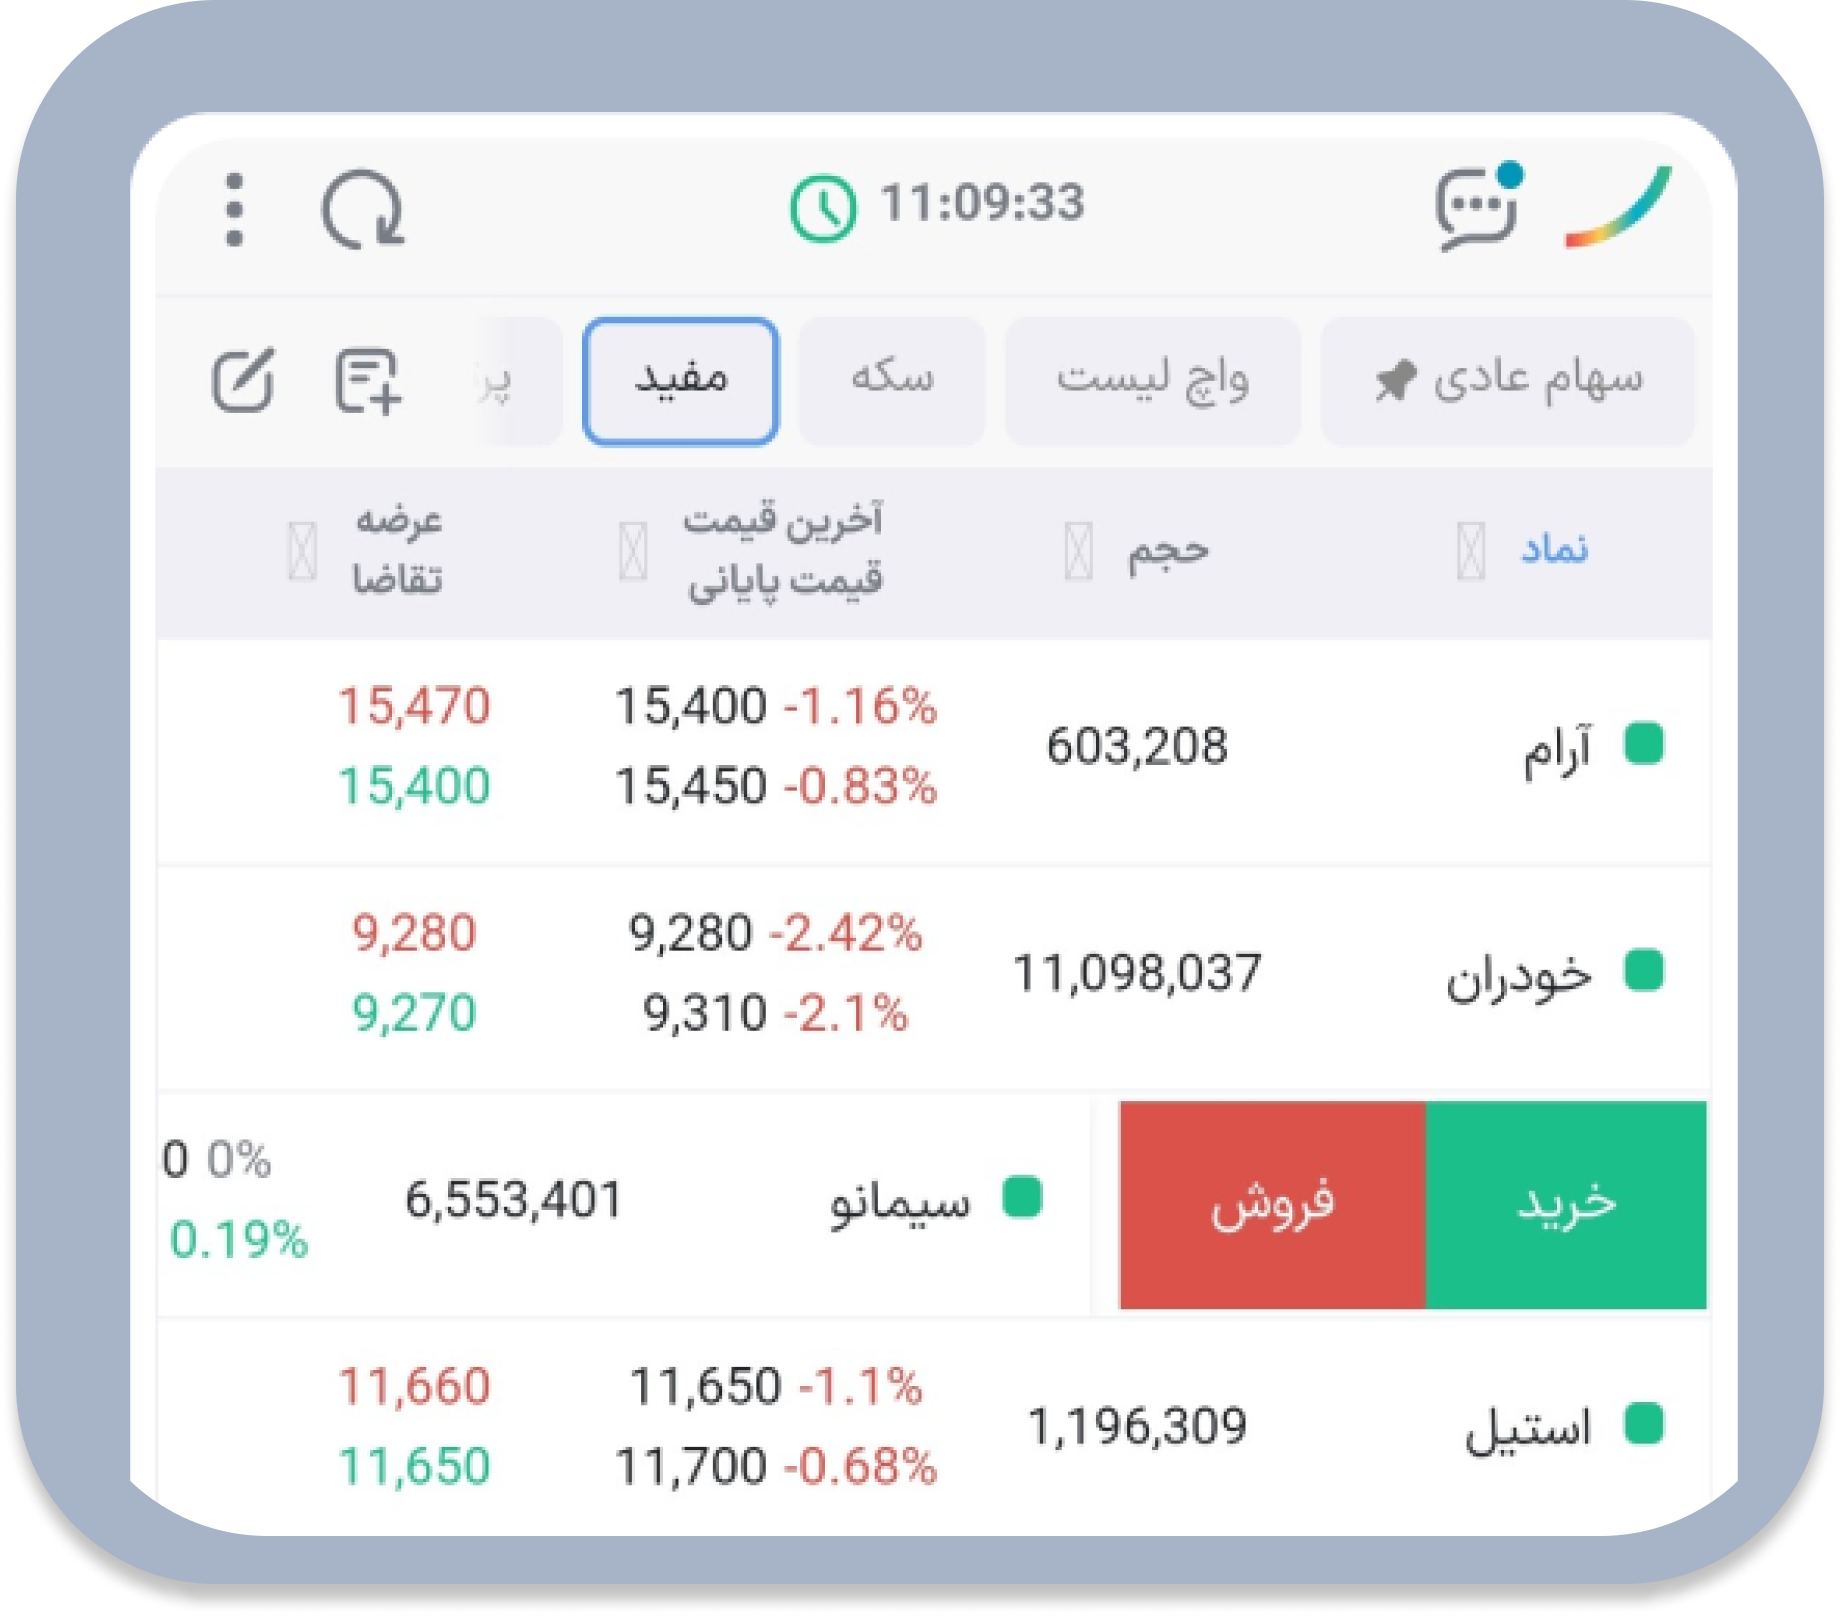 11:09:33
سهام عادی
واچ لیست
سکه
مفید
نماد
حجم
آخرین قیمت
قیمت پایانی
عرضه
تقاضا
آرام
603,208
15,400 -1.16%
15,450 -0.83%
15,470
15,400
خودران
11,098,037
9,280 -2.42%
9,310 -2.1%
9,280
9,270
خرید
فروش
سیمانو
6,553,401
0 0%
0.19%
استیل
1,196,309
11,650 -1.1%
11,700 -0.68%
11,660
11,650